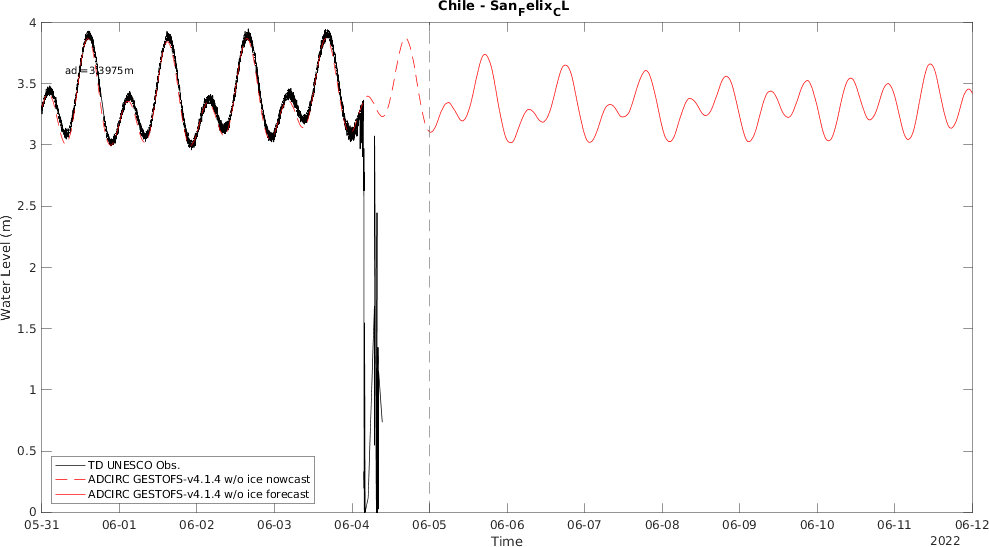 Chile - San_Felix_CL
4
3.5
3
2.5
2
1.5
1
0.5
0
Water Level (m)
adj=3.3975m
TD UNESCO Obs.
ADCIRC GESTOFS-v4.1.4 w/o ice nowcast
ADCIRC GESTOFS-v4.1.4 w/o ice forecast
05-31 06-01 06-02 06-03 06-04 06-05 06-06 06-07 06-08 06-09 06-10 06-11 06-12
Time
2022